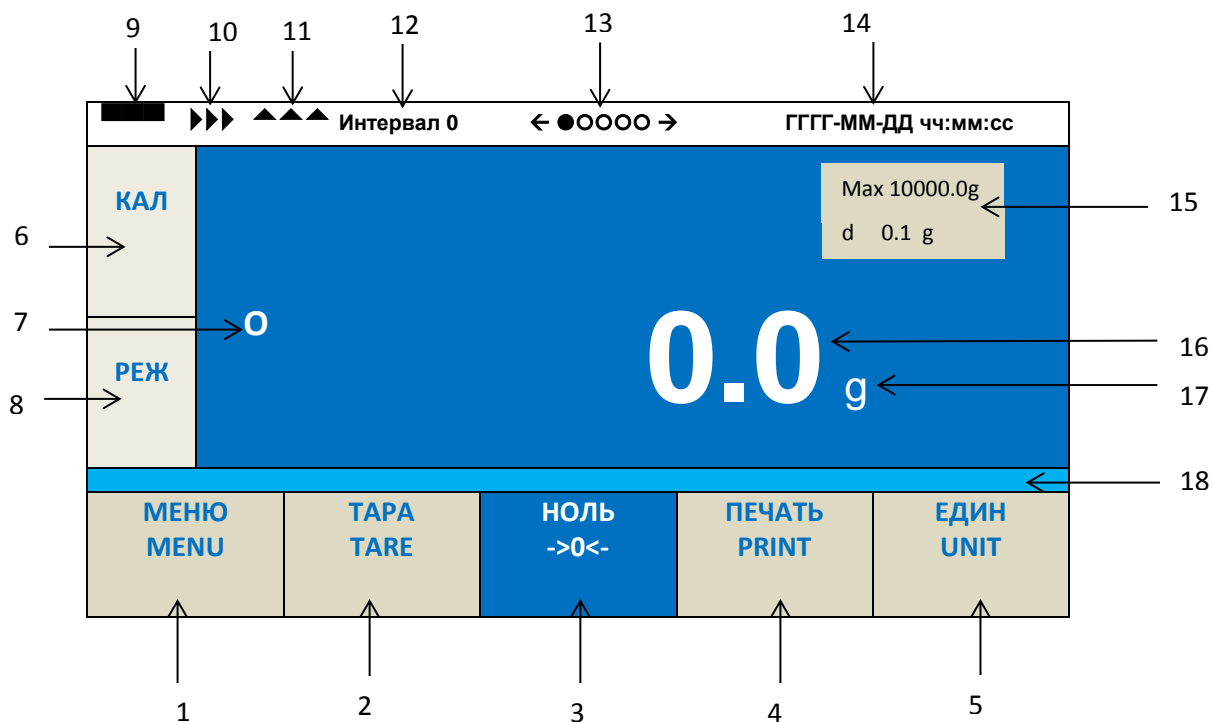 9 10 11 12 13 14
Интервал 0 ← ●○○○○ → ГГГГ-ММ-ДД чч:мм:сс
КАЛ
Max 10000.0g
15
d 0.1 g
6
7
О
0.0
16
РЕЖ
g
17
8
18
МЕНЮ ТАРА НОЛЬ ПЕЧАТЬ ЕДИН
MENU TARE ->0<- PRINT UNIT
1 2 3 4 5